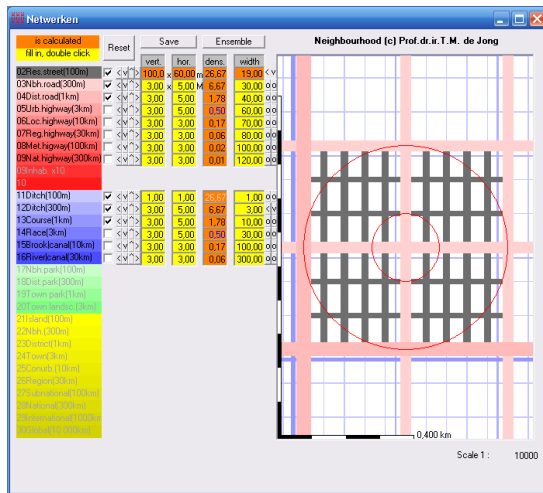 Netwerken
is calculated
fill in, double click
Reset
Save
Ensemble
Neighbourhood (c) Prof.dr.ir.T.M. de Jong
vert. hor. dens. width
02Res.street(100m) < v ^ > 100,0 x 60,00 m 26,67 19,00 < v
03Nbh.road(300m) < v ^ > 3,00 x 5,00 M 6,67 30,00 o o
04Dist.road(1km) < v ^ > 3,00 5,00 1,78 40,00 o o
05Urb.highway(3km) < v ^ > 3,00 5,00 0,50 60,00 o o
06Loc.highway(10km) < v ^ > 3,00 5,00 0,17 70,00 o o
07Reg.highway(30km) < v ^ > 3,00 5,00 0,06 80,00 o o
08Met.highway(100km) < v ^ > 3,00 5,00 0,02 100,00 o o
09Nat.highway(300km) < v ^ > 3,00 5,00 0,01 120,00 o o
09Inhab. x10
10
11Ditch(100m) < v ^ > 1,00 1,00 26,67 1,00 o o
12Ditch(300m) < v ^ > 3,00 5,00 6,67 3,00 < v
13Course(1km) < v ^ > 3,00 5,00 1,78 10,00 o o
14Race(3km) < v ^ > 3,00 5,00 0,50 30,00 o o
15Brook|canal(10km) < v ^ > 3,00 5,00 0,17 100,00 o o
16River|canal(30km) < v ^ > 3,00 5,00 0,06 300,00 o o
17Nbh.park(100m)
18Dist.park(300m)
19Town park(1km)
20Town landsc.(3km)
21Island(100m)
22Nbh.(300m)
23District(1km)
24Town(3km)
25Conurb.(10km)
26Region(30km)
27Subnational(100km)
28National(300km)
30Global(10 000km)
0,400 km
Scale 1 : 10000